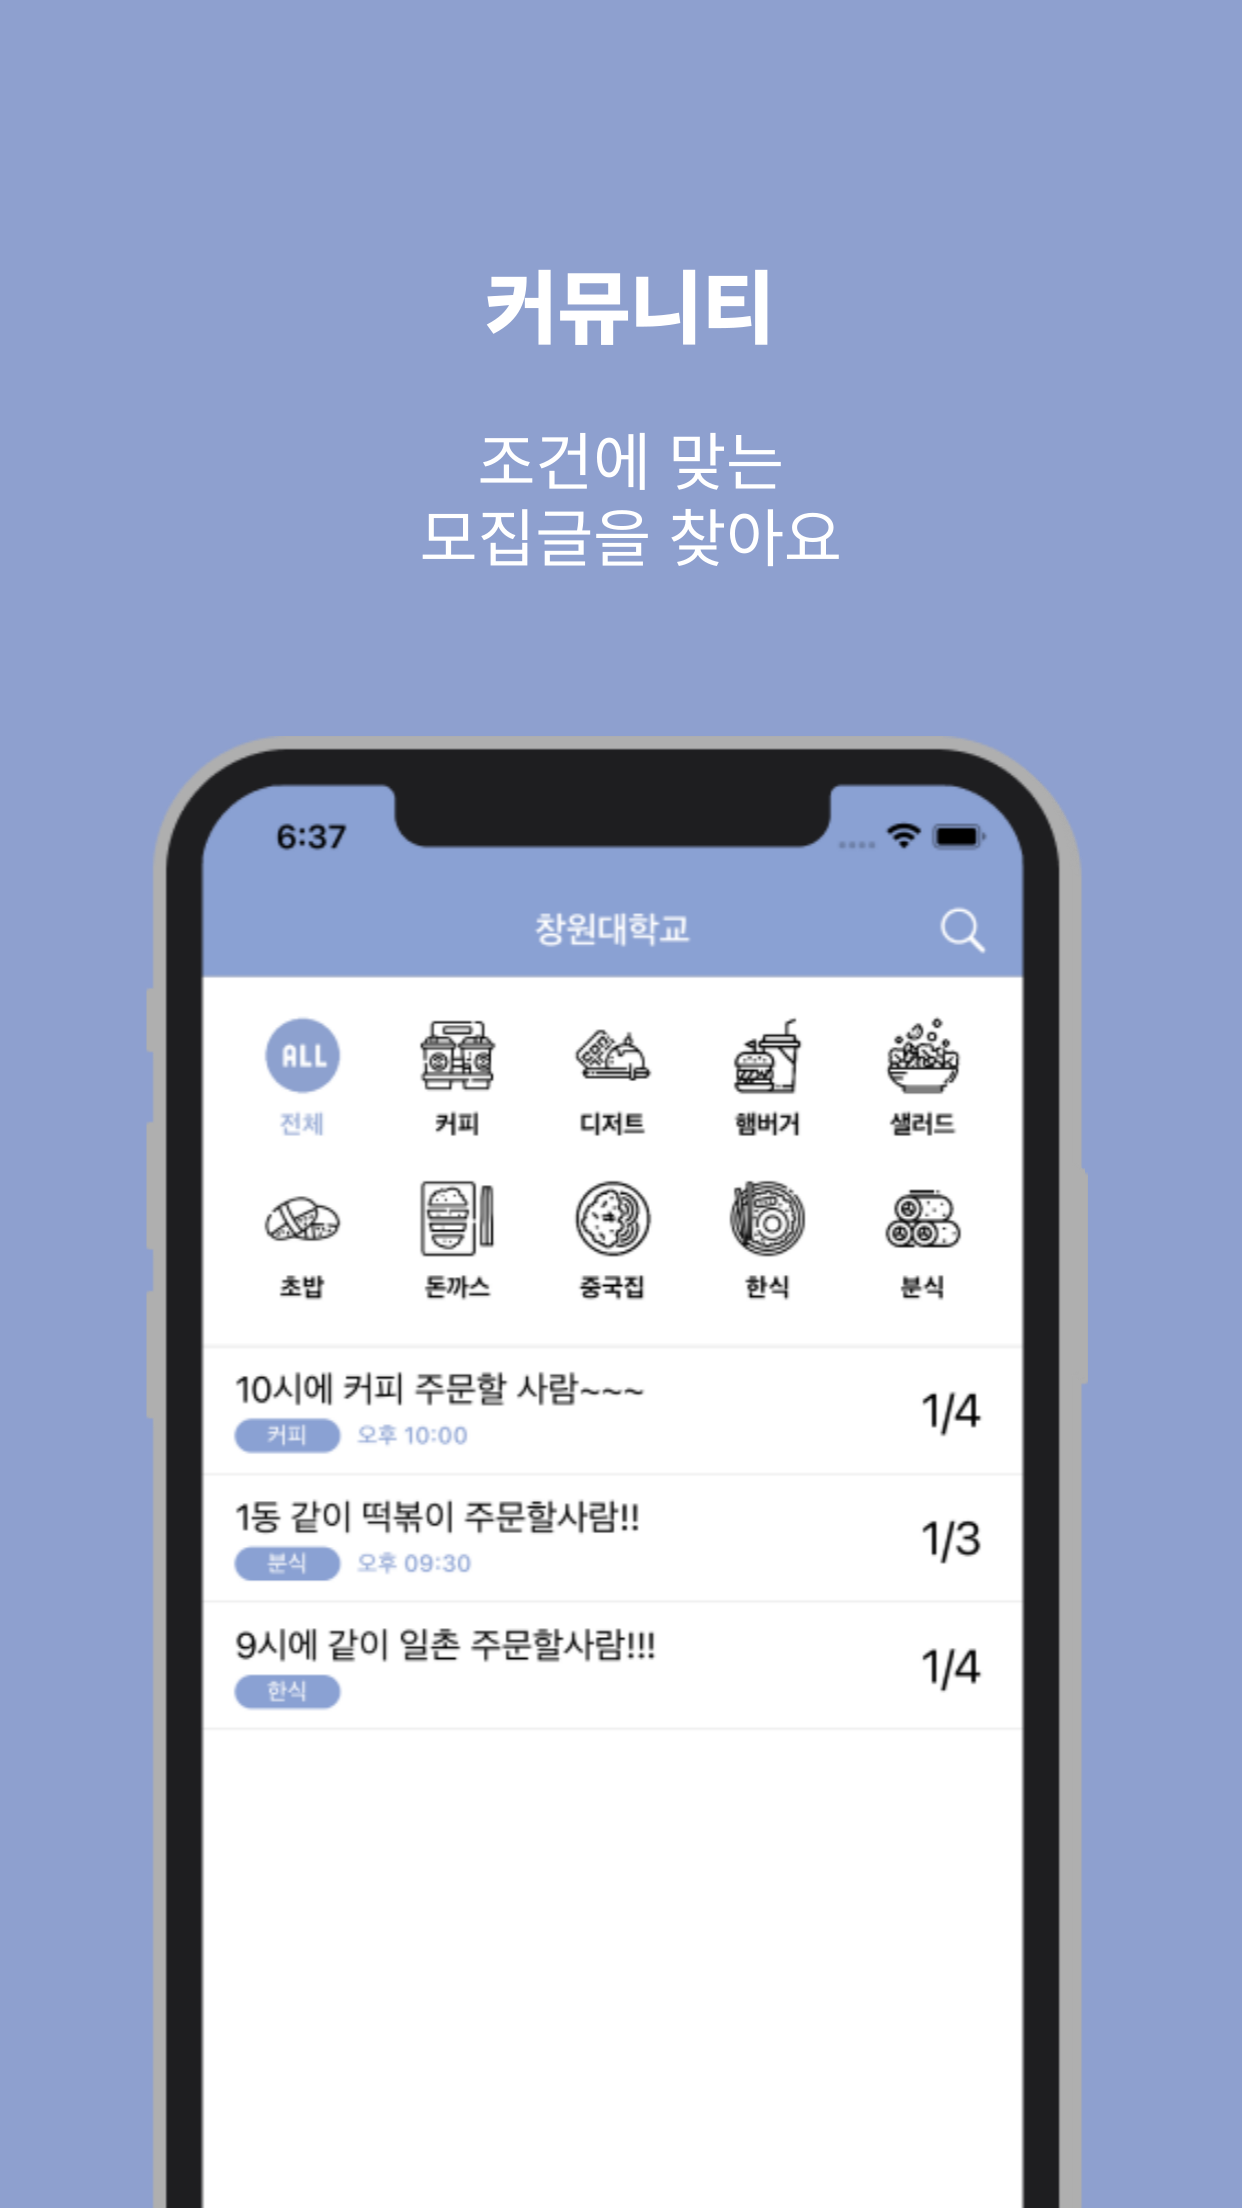 커뮤니티
조건에 맞는
모집글을 찾아요
6:37
창원대학교
ALL
전체 커피 디저트 햄버거 샐러드
초밥 돈까스 중국집 한식 분식
10시에 커피 주문할 사람~~~
1/4
커피 오후 10:00
1동 같이 떡볶이 주문할사람!!
1/3
분식 오후 09:30
9시에 같이 일촌 주문할사람!!!
1/4
한식